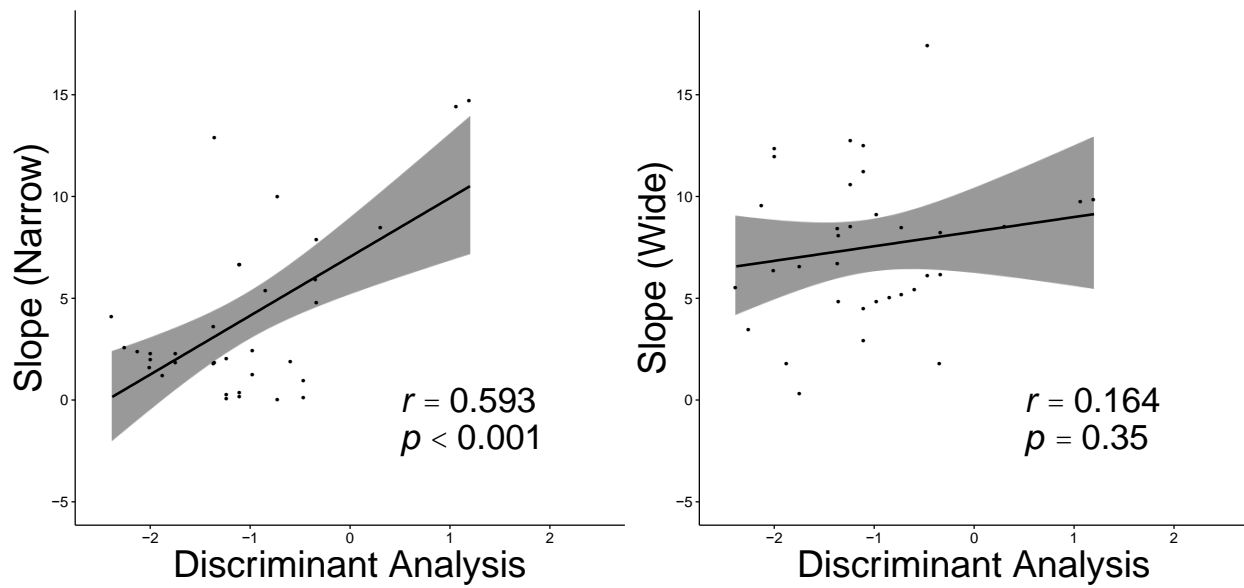 Slope (Narrow)
15
10
5
0
−5
r = 0.593
p < 0.001
−2
−1
0
1
2
Discriminant Analysis
Slope (Wide)
15
10
5
0
−5
r = 0.164
p = 0.35
−2
−1
0
1
2
Discriminant Analysis